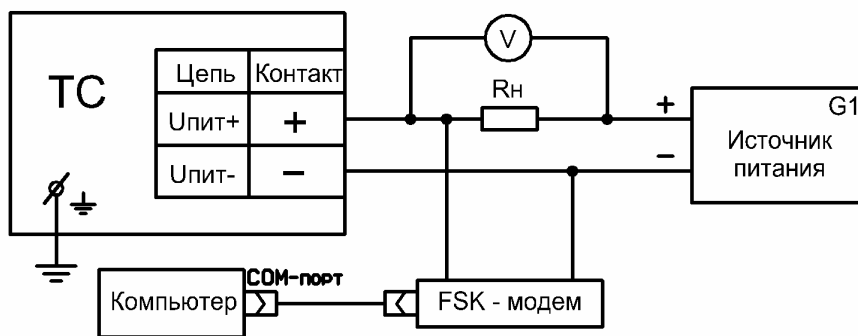 V
ТС
Цепь Контакт
Rн
G1
Uпит+ +
+
Источник
питания
Uпит- −
−
COM-порт
Компьютер
FSK - модем